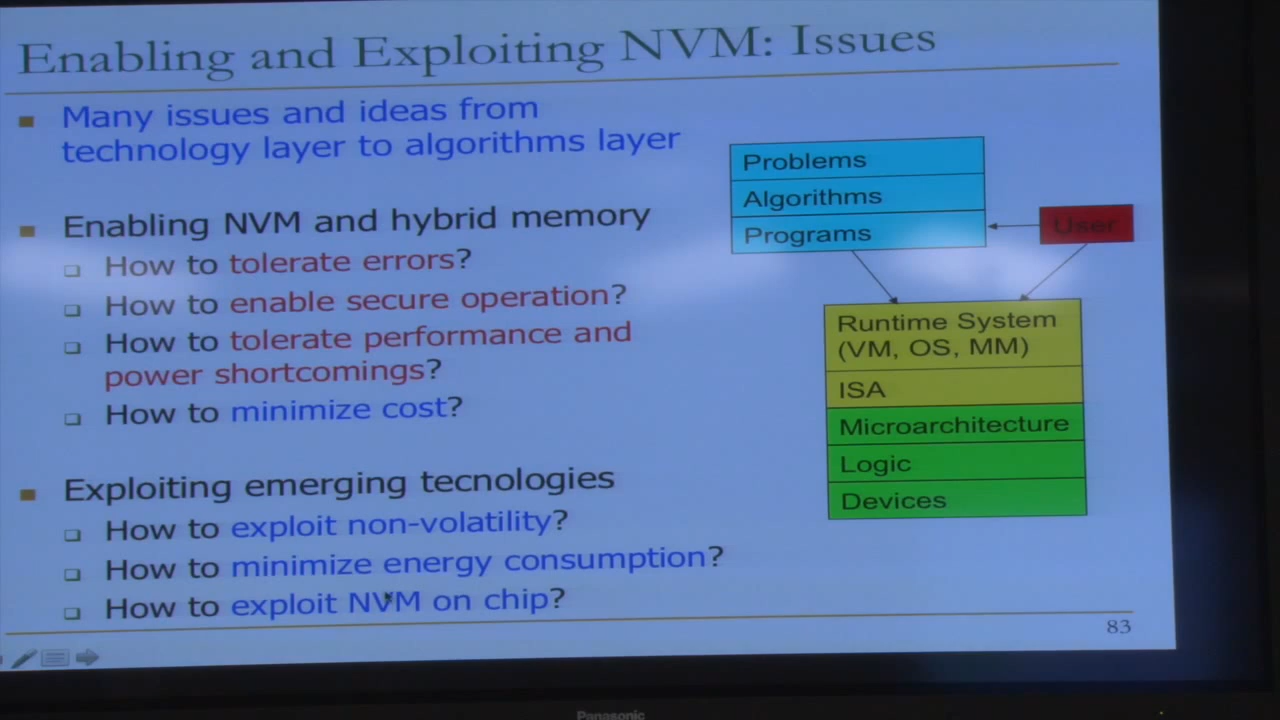 Enabling and Exploiting NVM: Issues
Many issues and ideas from
technology layer to algorithms layer
Enabling NVM and hybrid memory
How to tolerate errors?
How to enable secure operation?
How to tolerate performance and
power shortcomings?
How to minimize cost?
Exploiting emerging tecnologies
How to exploit non-volatility?
How to minimize energy consumption?
How to exploit NVM on chip?
Problems
Algorithms
Programs
User
Runtime System
(VM, OS, MM)
ISA
Microarchitecture
Logic
Devices
83
Panasonic